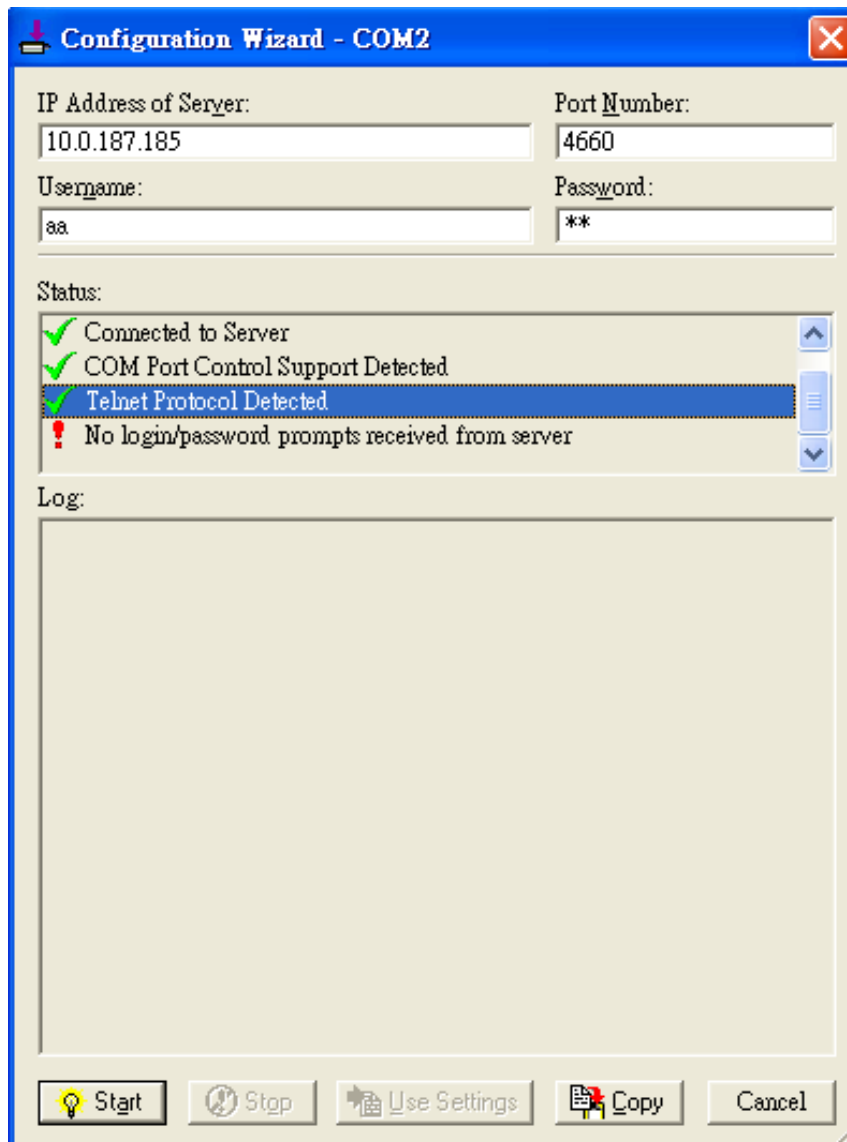 Configuration Wizard - COM2
IP Address of Server:
Port Number:
10.0.187.185
4660
Username:
Password:
aa
**
Status:
Connected to Server
COM Port Control Support Detected
Telnet Protocol Detected
No login/password prompts received from server
Log:
Start
Stop
Use Settings
Copy
Cancel